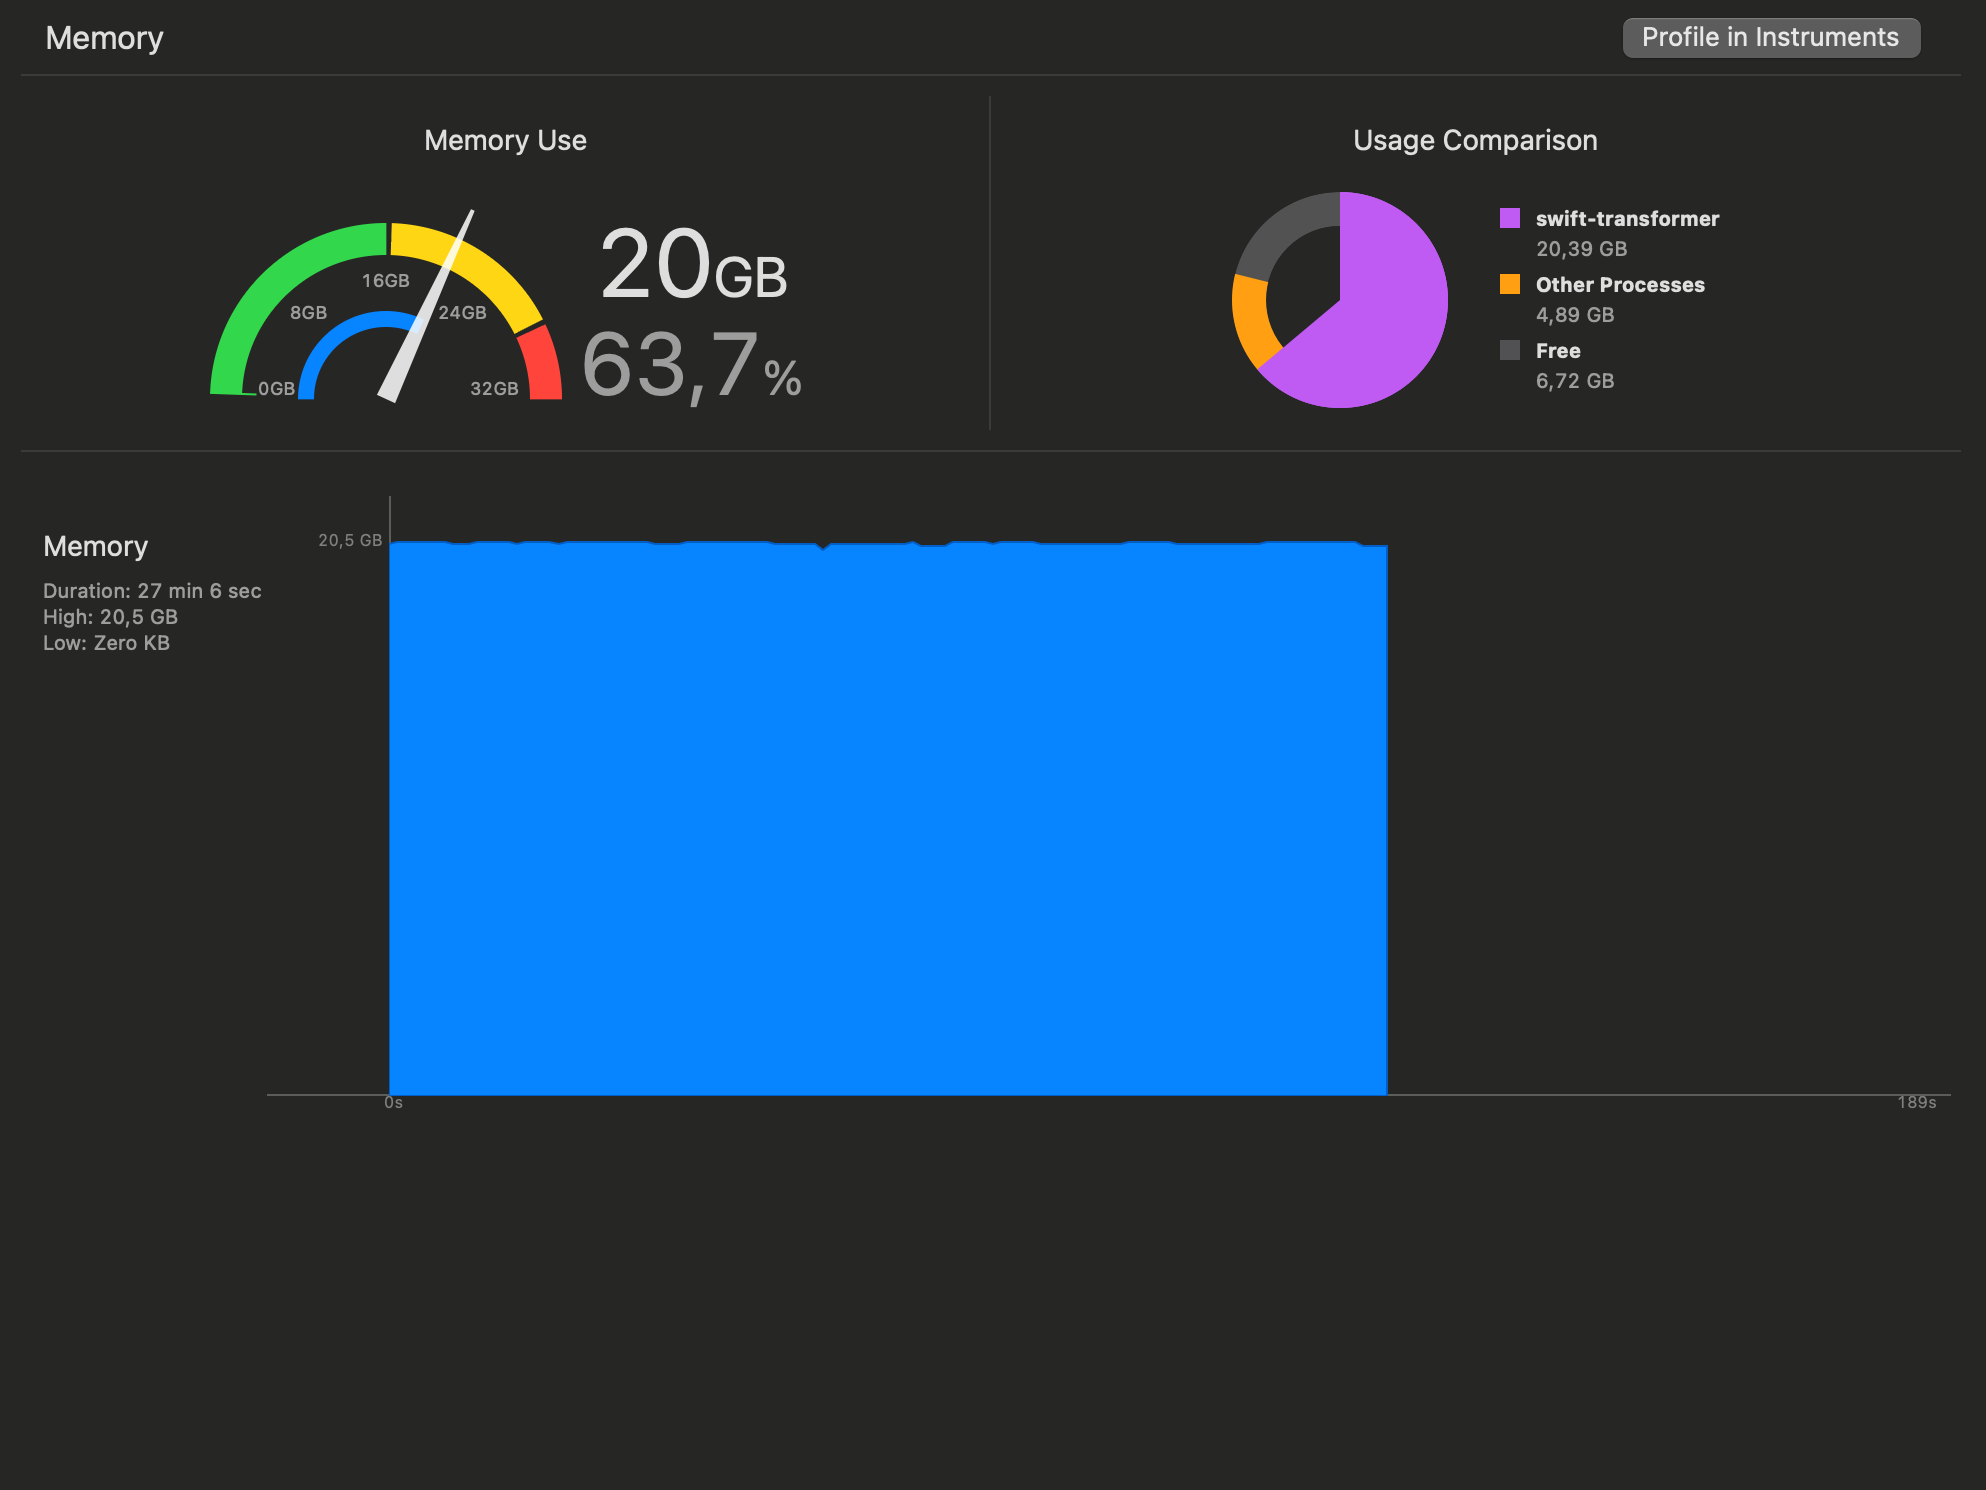 Memory
Profile in Instruments
Memory Use
Usage Comparison
0GB
8GB
16GB
24GB
32GB
20GB
63,7%
swift-transformer
20,39 GB
Other Processes
4,89 GB
Free
6,72 GB
Memory
Duration: 27 min 6 sec
High: 20,5 GB
Low: Zero KB
20,5 GB
0s
189s